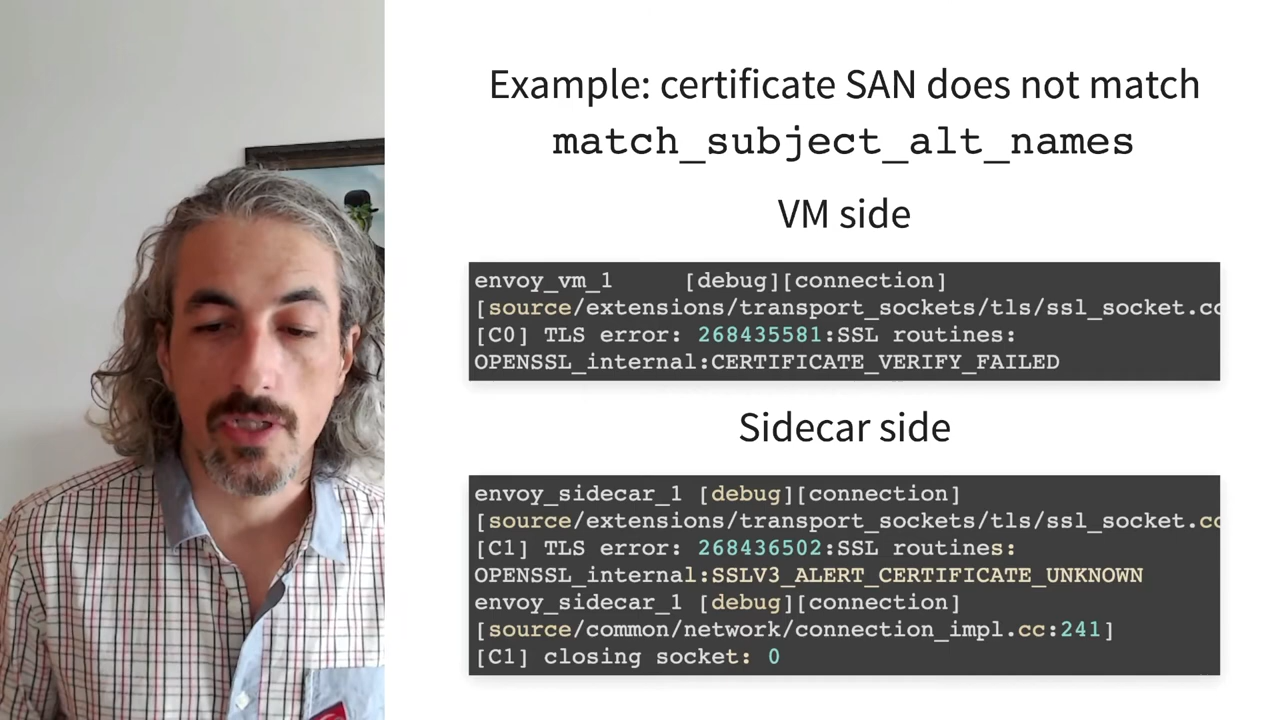 Example: certificate SAN does not match
match_subject_alt_names
VM side
envoy_vm_1 [debug][connection]
[source/extensions/transport_sockets/tls/ssl_socket.cc
[C0] TLS error: 268435581:SSL routines:
OPENSSL_internal:CERTIFICATE_VERIFY_FAILED
Sidecar side
envoy_sidecar_1 [debug][connection]
[source/extensions/transport_sockets/tls/ssl_socket.cc
[C1] TLS error: 268436502:SSL routines:
OPENSSL_internal:SSLV3_ALERT_CERTIFICATE_UNKNOWN
envoy_sidecar_1 [debug][connection]
[source/common/network/connection_impl.cc:241]
[C1] closing socket: 0